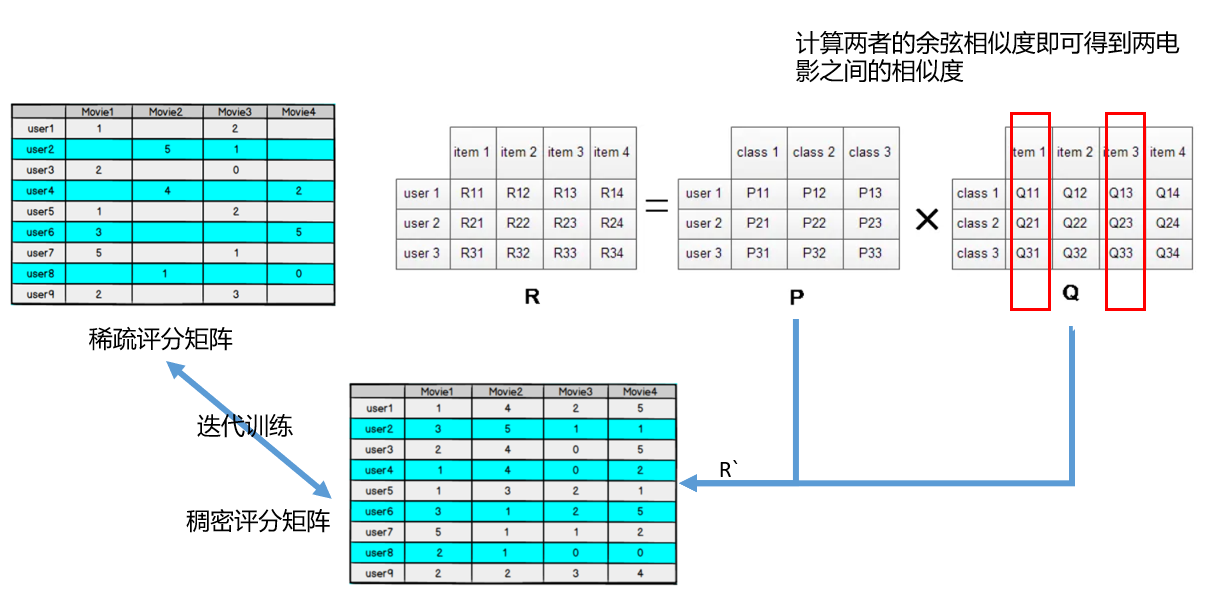 计算两者的余弦相似度即可得到两电
影之间的相似度
Movie1 Movie2 Movie3 Movie4
user1 1 2
user2 5 1
user3 2 0
user4 4 2
user5 1 2
user6 3 5
user7 5 1
user8 1 0
user9 2 3
稀疏评分矩阵
item 1 item 2 item 3 item 4
user 1 R11 R12 R13 R14
user 2 R21 R22 R23 R24
user 3 R31 R32 R33 R34
R
=
class 1 class 2 class 3
user 1 P11 P12 P13
user 2 P21 P22 P23
user 3 P31 P32 P33
P
×
item 1 item 2 item 3 item 4
class 1 Q11 Q12 Q13 Q14
class 2 Q21 Q22 Q23 Q24
class 3 Q31 Q32 Q33 Q34
Q
迭代训练
R`
稠密评分矩阵
Movie1 Movie2 Movie3 Movie4
user1 1 4 2 5
user2 3 5 1 1
user3 2 4 0 5
user4 1 4 0 2
user5 1 3 2 1
user6 3 1 2 5
user7 5 1 1 2
user8 2 1 0 0
user9 2 2 3 4